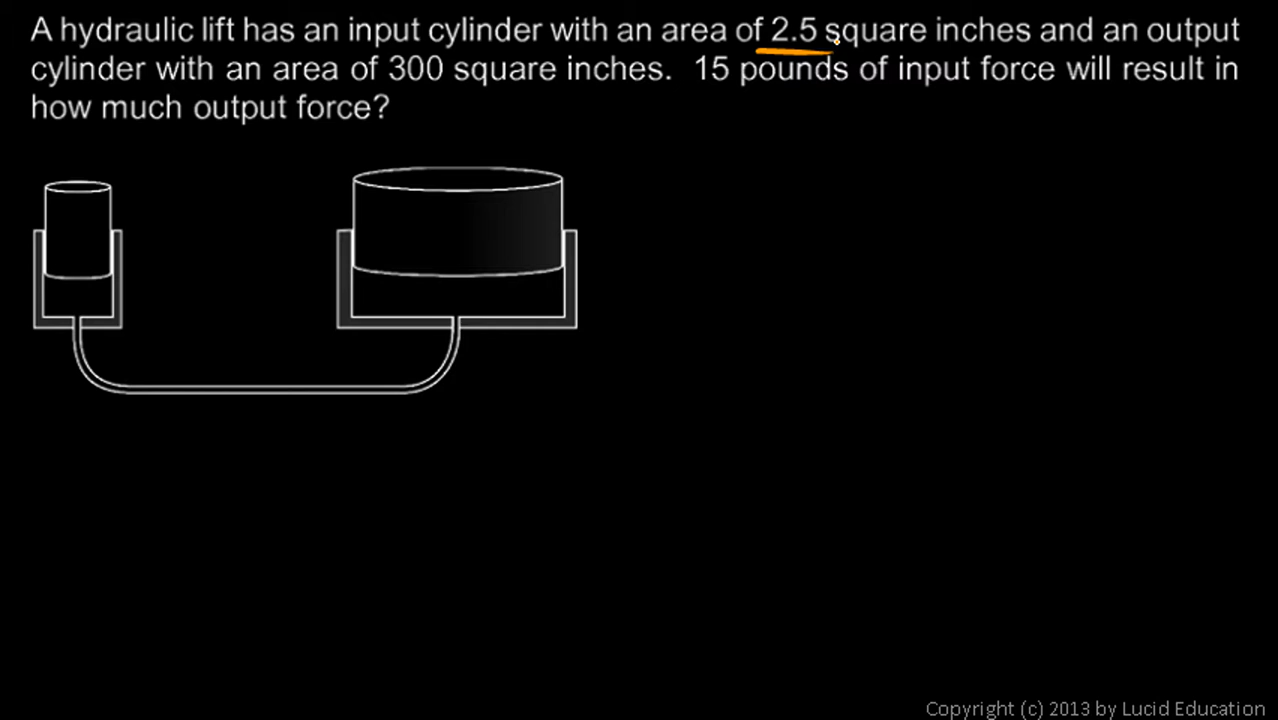 A hydraulic lift has an input cylinder with an area of 2.5 square inches and an output
cylinder with an area of 300 square inches.  15 pounds of input force will result in
how much output force?
Copyright (c) 2013 by Lucid Education